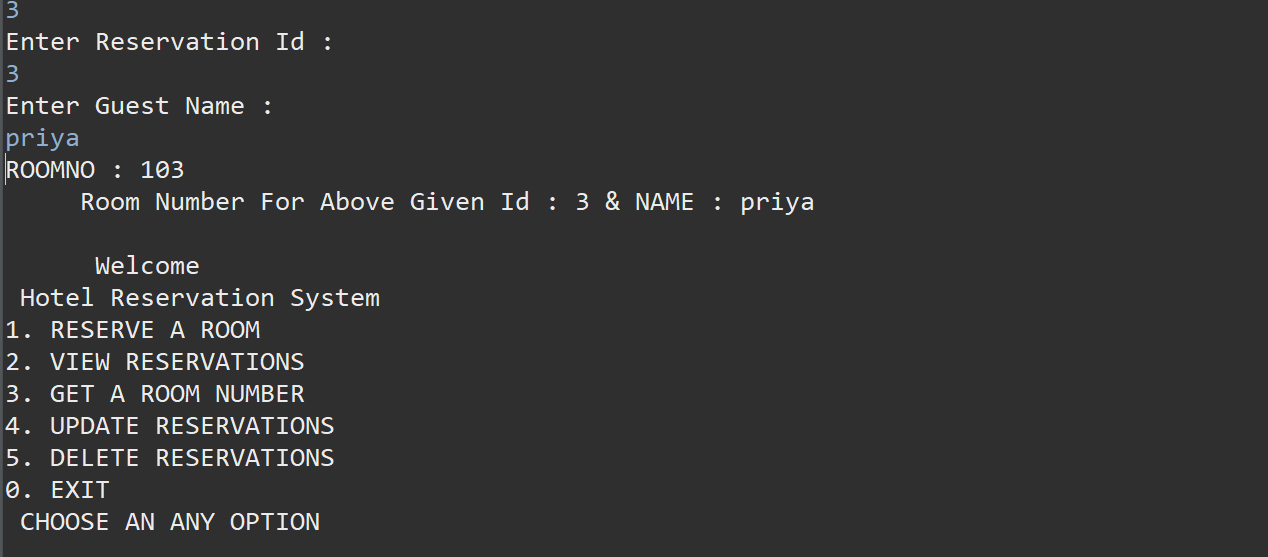 3
Enter Reservation Id :
3
Enter Guest Name :
priya
ROOMNO : 103
Room Number For Above Given Id : 3 & NAME : priya
Welcome
Hotel Reservation System
1. RESERVE A ROOM
2. VIEW RESERVATIONS
3. GET A ROOM NUMBER
4. UPDATE RESERVATIONS
5. DELETE RESERVATIONS
0. EXIT
CHOOSE AN ANY OPTION